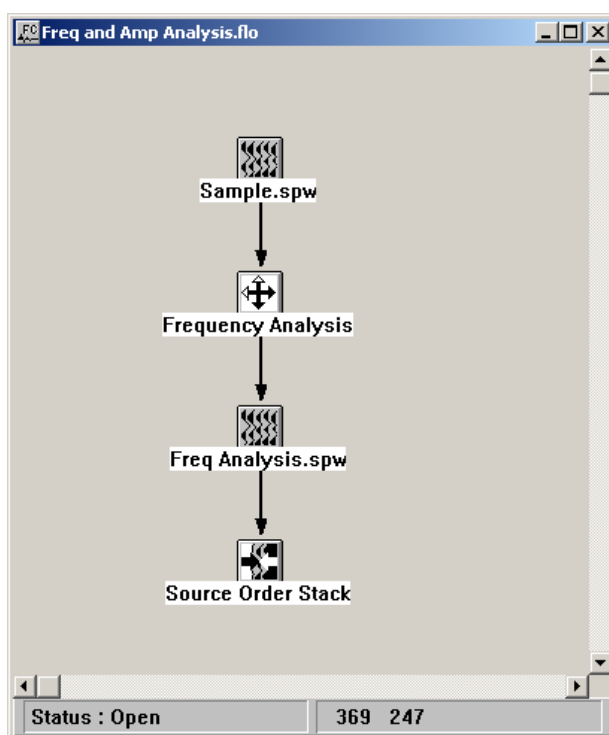 FC
Freq and Amp Analysis.flo
Sample.spw
Frequency Analysis
Freq Analysis.spw
Source Order Stack
Status : Open
369 247